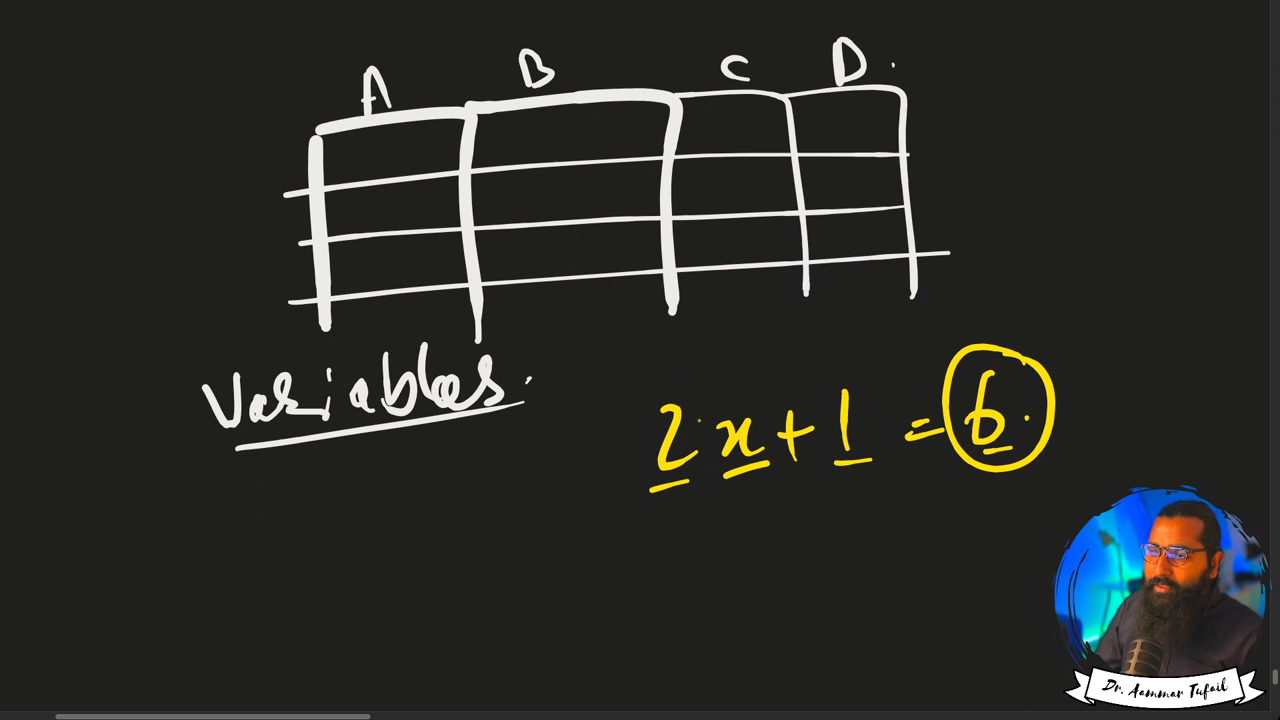 A B C D.
Variables.
2x+1 = 6.
Dr. Aammar Tufail